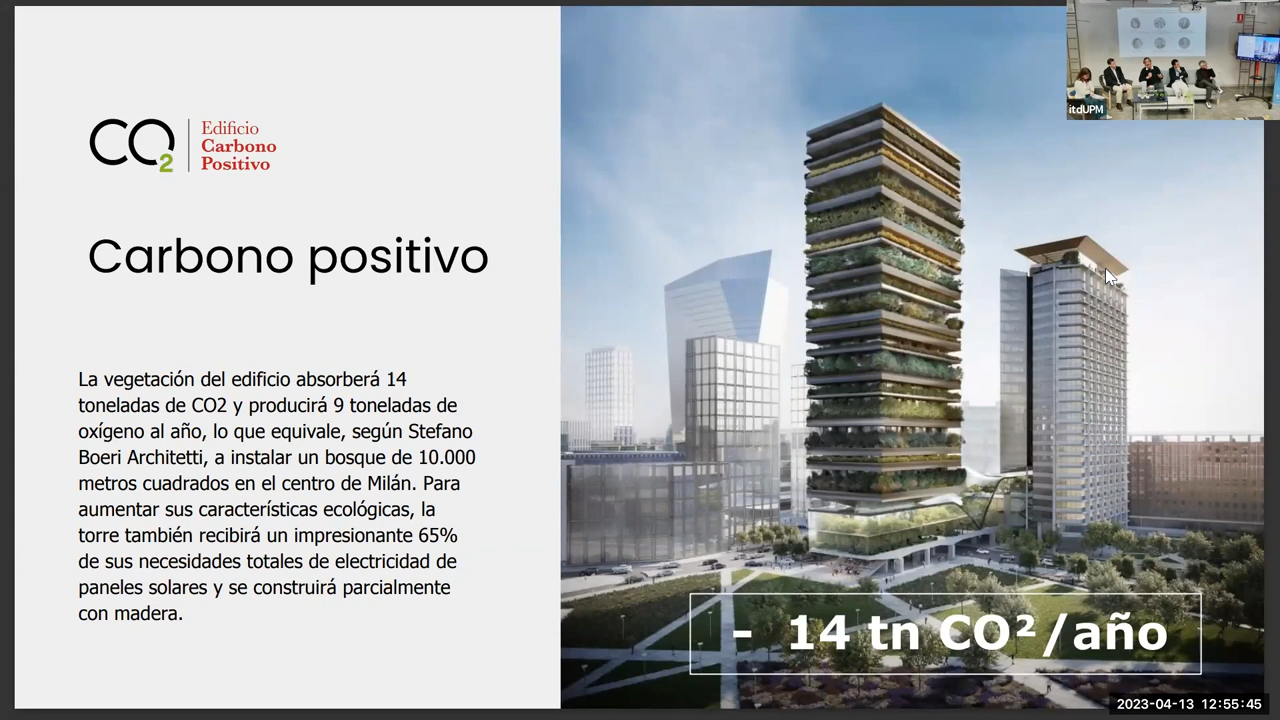 CO2
Edificio
Carbono
Positivo
Carbono positivo
La vegetación del edificio absorberá 14
toneladas de CO2 y producirá 9 toneladas de
oxígeno al año, lo que equivale, según Stefano
Boeri Architetti, a instalar un bosque de 10.000
metros cuadrados en el centro de Milán. Para
aumentar sus características ecológicas, la
torre también recibirá un impresionante 65%
de sus necesidades totales de electricidad de
paneles solares y se construirá parcialmente
con madera.
- 14 tn CO²/año
itdUPM
2023-04-13 12:55:45